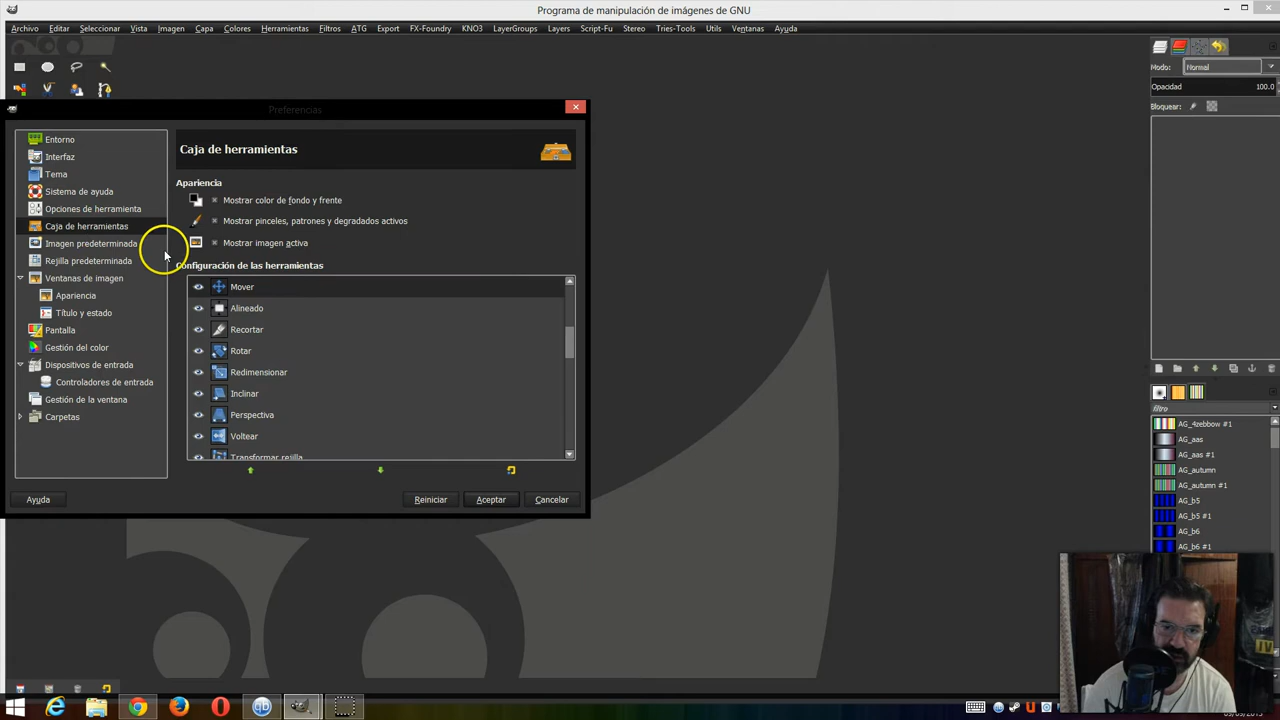 Programa de manipulación de imágenes de GNU
Archivo Editar Seleccionar Vista Imagen Capa Colores Herramientas Filtros ATG Export FX-Foundry KNO3 LayerGroups Layers Script-Fu Stereo Tries-Tools Utils Ventanas Ayuda
Modo: Normal
Opacidad 100.0
Bloquear:
Preferencias
Entorno
Interfaz
Tema
Sistema de ayuda
Opciones de herramienta
Caja de herramientas
Imagen predeterminada
Rejilla predeterminada
Ventanas de imagen
Apariencia
Título y estado
Pantalla
Gestión del color
Dispositivos de entrada
Controladores de entrada
Gestión de la ventana
Carpetas
Caja de herramientas
Apariencia
Mostrar color de fondo y frente
Mostrar pinceles, patrones y degradados activos
Mostrar imagen activa
Configuración de las herramientas
Mover
Alineado
Recortar
Rotar
Redimensionar
Inclinar
Perspectiva
Voltear
Transformar rejilla
Ayuda Reiniciar Aceptar Cancelar
filtro
AG_4zebbow #1
AG_aas
AG_aas #1
AG_autumn
AG_autumn #1
AG_b5
AG_b5 #1
AG_b6
AG_b6 #1